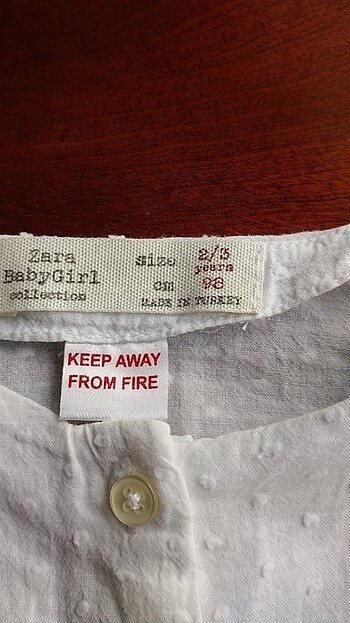 Zara
BabyGirl
collection
size 2/3
years
cm 98
MADE IN TURKEY
KEEP AWAY
FROM FIRE